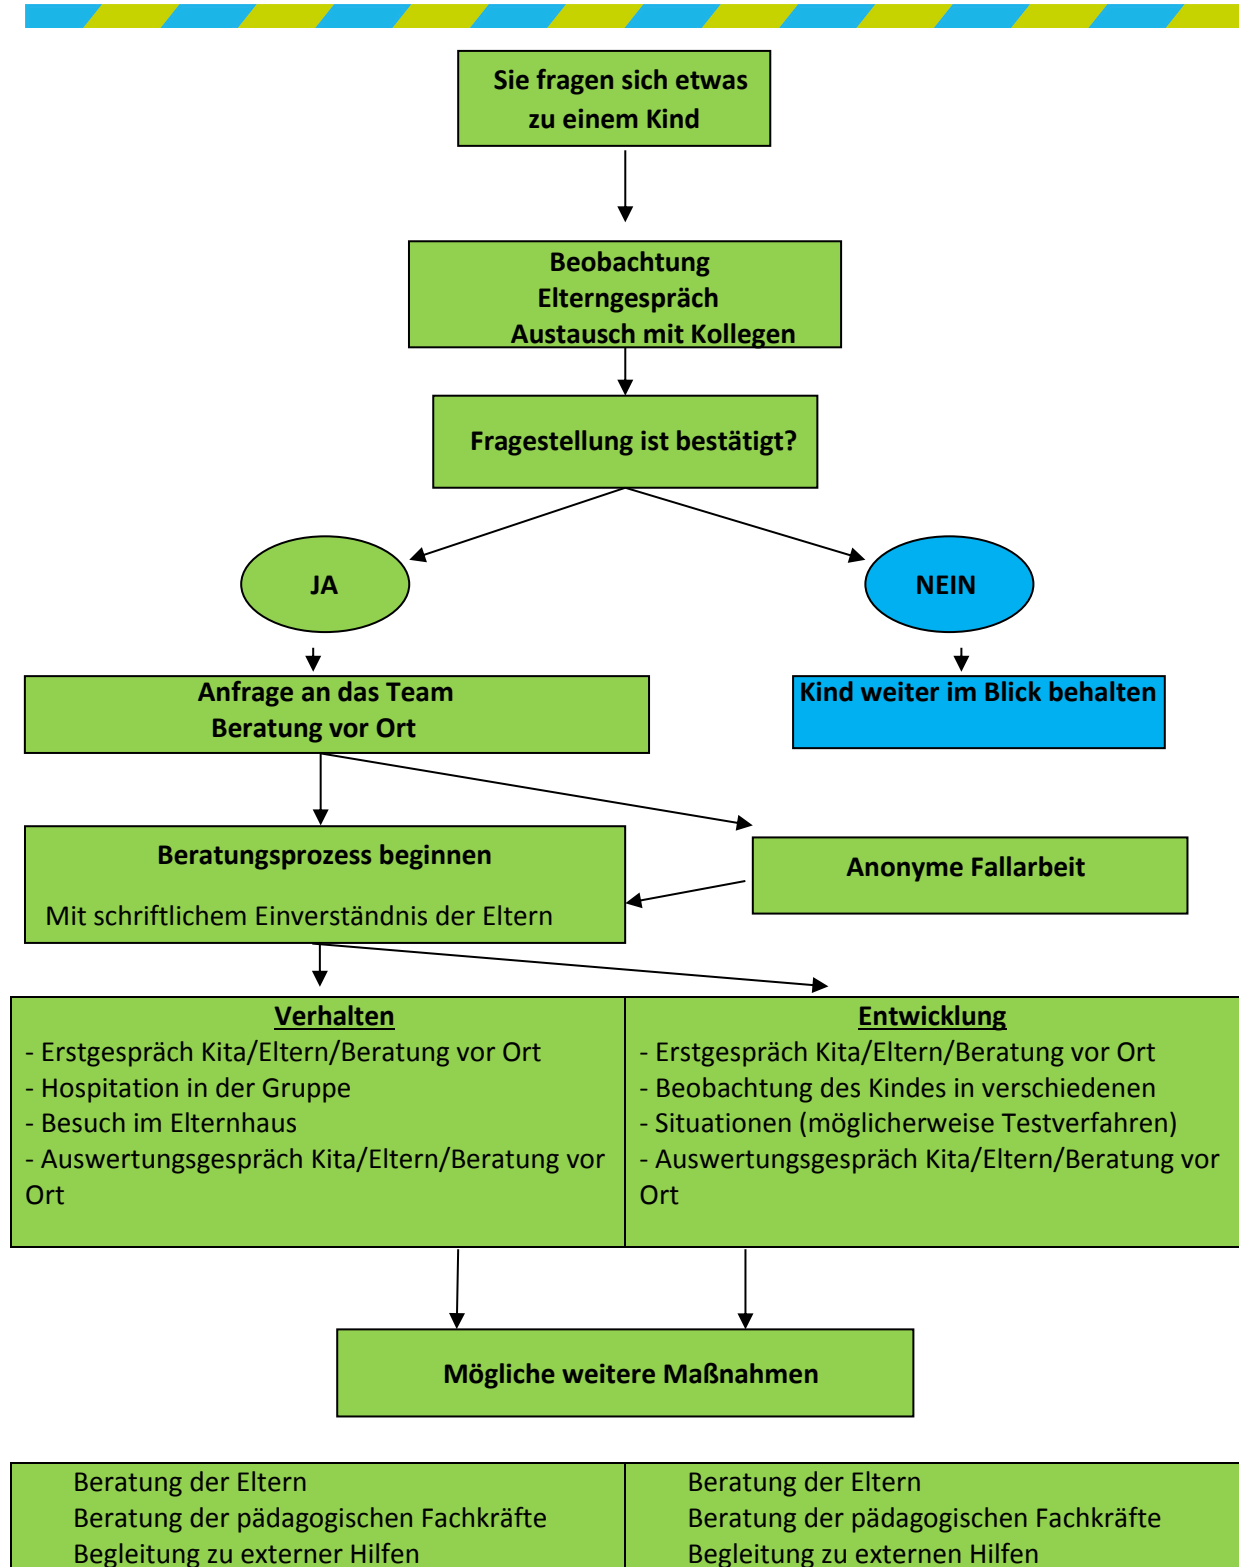 Sie fragen sich etwas
zu einem Kind
Beobachtung
Elterngespräch
Austausch mit Kollegen
Fragestellung ist bestätigt?
JA
NEIN
Anfrage an das Team
Beratung vor Ort
Kind weiter im Blick behalten
Beratungsprozess beginnen
Mit schriftlichem Einverständnis der Eltern
Anonyme Fallarbeit
Verhalten
- Erstgespräch Kita/Eltern/Beratung vor Ort
- Hospitation in der Gruppe
- Besuch im Elternhaus
- Auswertungsgespräch Kita/Eltern/Beratung vor
Ort
Entwicklung
- Erstgespräch Kita/Eltern/Beratung vor Ort
- Beobachtung des Kindes in verschiedenen
- Situationen (möglicherweise Testverfahren)
- Auswertungsgespräch Kita/Eltern/Beratung vor
Ort
Mögliche weitere Maßnahmen
Beratung der Eltern
Beratung der pädagogischen Fachkräfte
Begleitung zu externer Hilfen
Beratung der Eltern
Beratung der pädagogischen Fachkräfte
Begleitung zu externen Hilfen